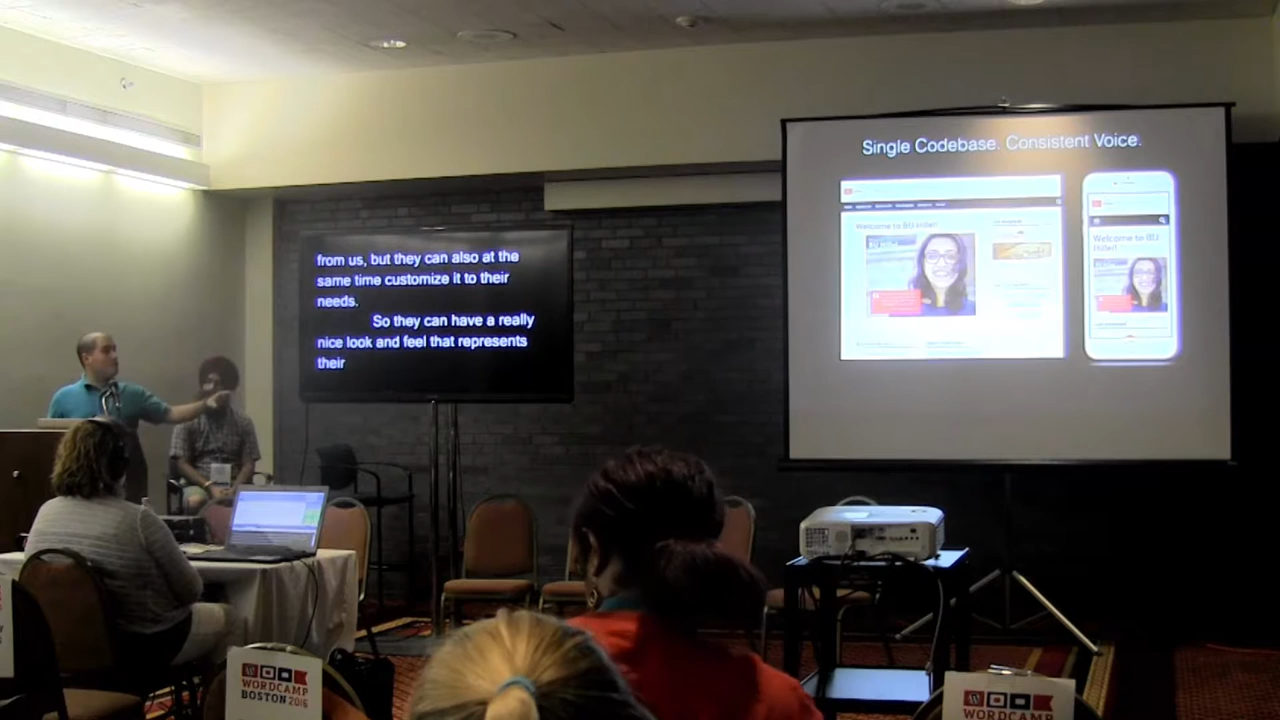 Single Codebase. Consistent Voice.
Welcome to BU Hillel!
Welcome to BU
Hillel!
from us, but they can also at the
same time customize it to their
needs.
So they can have a really
nice look and feel that represents
their
WORDCAMP
BOSTON 2016
WORDCAMP